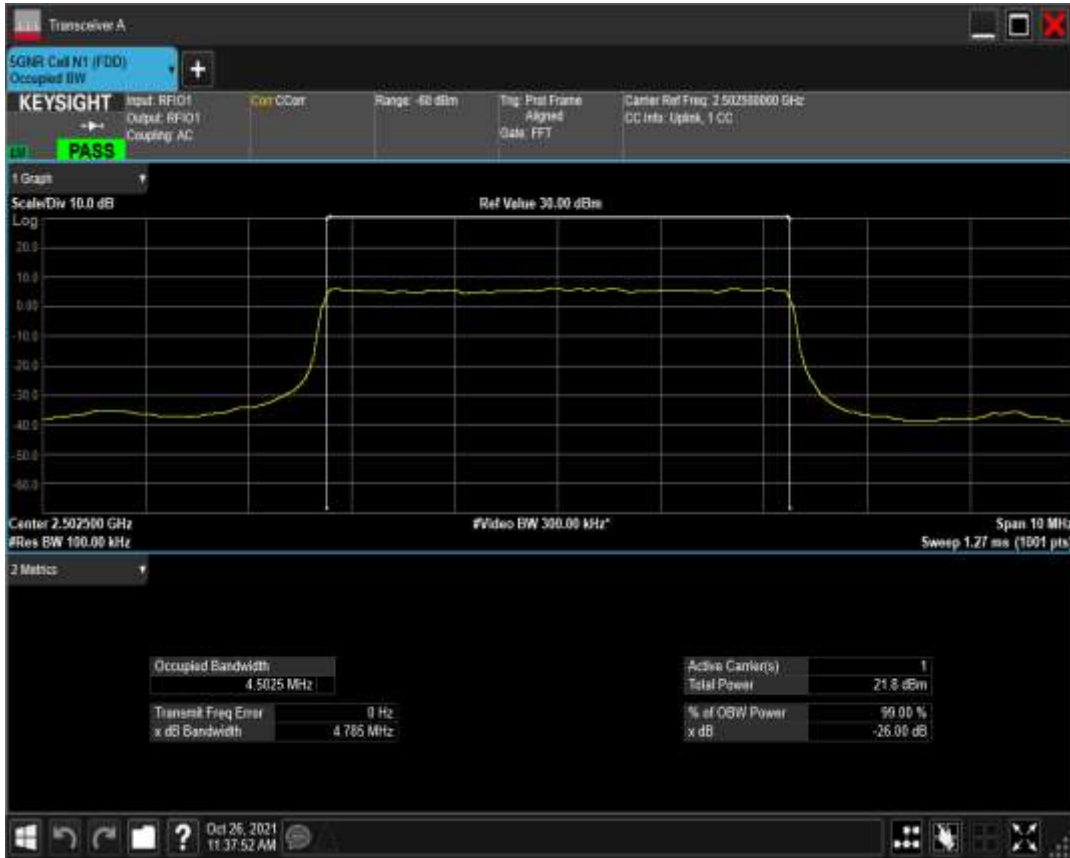 Transceiver A
5GNR Cell N1 (FDD)
Occupied BW
+
KEYSIGHT
PASS
Input: RFIO1
Output: RFIO1
Coupling: AC
Corr CCorr
Range: -60 dBm
Trig: Prot Frame
Aligned
Gate: FFT
Carrier Ref Freq: 2.502500000 GHz
CC Info: Uplink, 1 CC
1 Graph
Scale/Div 10.0 dB
Ref Value 30.00 dBm
Log
20.0
10.0
0.00
-10.0
-20.0
-30.0
-40.0
-50.0
-60.0
Center 2.502500 GHz
#Video BW 300.00 kHz*
Span 10 MHz
#Res BW 100.00 kHz
Sweep 1.27 ms (1001 pts)
2 Metrics
Occupied Bandwidth
4.5025 MHz
Transmit Freq Error 0 Hz
x dB Bandwidth 4.785 MHz
Active Carrier(s) 1
Total Power 21.8 dBm
% of OBW Power 99.00 %
x dB -26.00 dB
?
Oct 26, 2021
11:37:52 AM